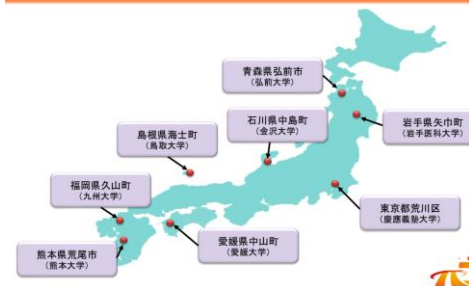 青森県弘前市
(弘前大学)
石川県中島町
(金沢大学)
岩手県矢巾町
(岩手医科大学)
島根県海士町
(鳥取大学)
福岡県久山町
(九州大学)
東京都荒川区
(慶應義塾大学)
愛媛県中山町
(愛媛大学)
熊本県荒尾市
(熊本大学)